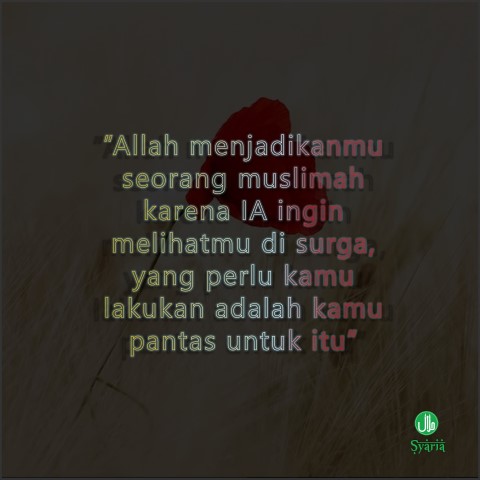 "Allah menjadikanmu
seorang muslimah
karena IA ingin
melihatmu di surga,
yang perlu kamu
lakukan adalah kamu
pantas untuk itu"
حلال
Syaria